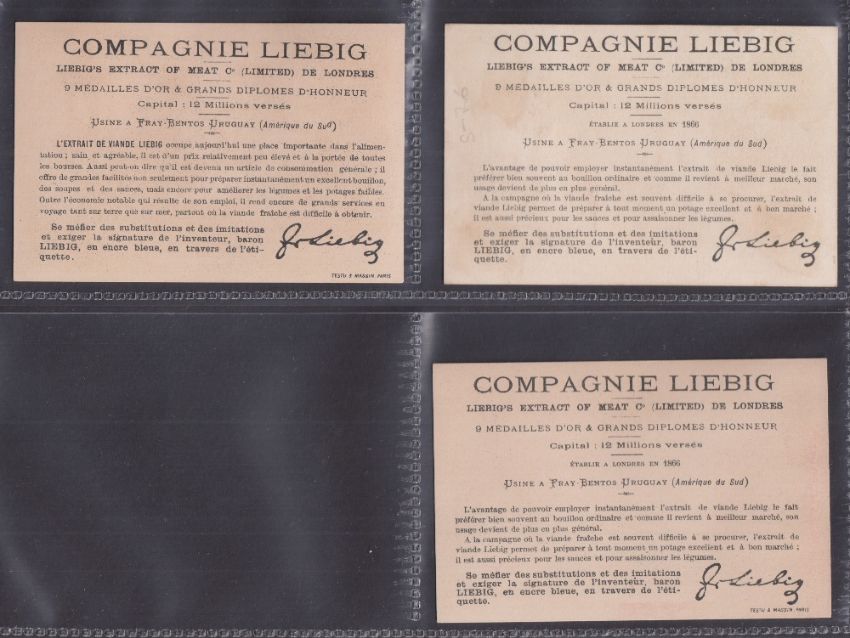 COMPAGNIE LIEBIG
LIEBIG'S EXTRACT OF MEAT Cº (LIMITED) DE LONDRES
9 MÉDAILLES D'OR & GRANDS DIPLOMES D'HONNEUR
Capital : 12 Millions versés
USINE A FRAY-BENTOS URUGUAY (Amérique du Sud)
L'EXTRAIT DE VIANDE LIEBIG occupe aujourd'hui une place importante dans l'alimen-
tation ; sain et agréable, il est d'un prix relativement peu élevé et à la portée de toutes
les bourses. Aussi peut-on dire qu'il est devenu un article de consommation générale ; il
offre de grandes facilités non seulement pour préparer instantanément un excellent bouillon,
des soupes et des sauces, mais encore pour améliorer les légumes et les potages faibles.
Outre l'économie notable qui résulte de son emploi, il rend encore de grands services en
voyage tant sur terre que sur mer, partout où la viande fraîche est difficile à obtenir.
Se méfier des substitutions et des imitations
et exiger la signature de l'inventeur, baron
LIEBIG, en encre bleue, en travers de l'éti-
quette.
JvLiebig
TESTU & MASSIN PARIS
COMPAGNIE LIEBIG
LIEBIG'S EXTRACT OF MEAT Cº (LIMITED) DE LONDRES
9 MÉDAILLES D'OR & GRANDS DIPLOMES D'HONNEUR
Capital : 12 Millions versés
ÉTABLIE A LONDRES EN 1866
USINE A FRAY-BENTOS URUGUAY (Amérique du Sud)
L'avantage de pouvoir employer instantanément l'extrait de viande Liebig le fait
préférer bien souvent au bouillon ordinaire et comme il revient à meilleur marché, son
usage devient de plus en plus général.
A la campagne où la viande fraîche est souvent difficile à se procurer, l'extrait de
viande Liebig permet de préparer à tout moment un potage excellent et à bon marché ;
il est aussi précieux pour les sauces et pour assaisonner les légumes.
Se méfier des substitutions et des imitations
et exiger la signature de l'inventeur, baron
LIEBIG, en encre bleue, en travers de l'éti-
quette.
JvLiebig
COMPAGNIE LIEBIG
LIEBIG'S EXTRACT OF MEAT Cº (LIMITED) DE LONDRES
9 MÉDAILLES D'OR & GRANDS DIPLOMES D'HONNEUR
Capital : 12 Millions versés
ÉTABLIE A LONDRES EN 1866
USINE A FRAY-BENTOS URUGUAY (Amérique du Sud)
L'avantage de pouvoir employer instantanément l'extrait de viande Liebig le fait
préférer bien souvent au bouillon ordinaire et comme il revient à meilleur marché, son
usage devient de plus en plus général.
A la campagne où la viande fraîche est souvent difficile à se procurer, l'extrait de
viande Liebig permet de préparer à tout moment un potage excellent et à bon marché ;
il est aussi précieux pour les sauces et pour assaisonner les légumes.
Se méfier des substitutions et des imitations
et exiger la signature de l'inventeur, baron
LIEBIG, en encre bleue, en travers de l'éti-
quette.
JvLiebig
TESTU & MASSIN PARIS